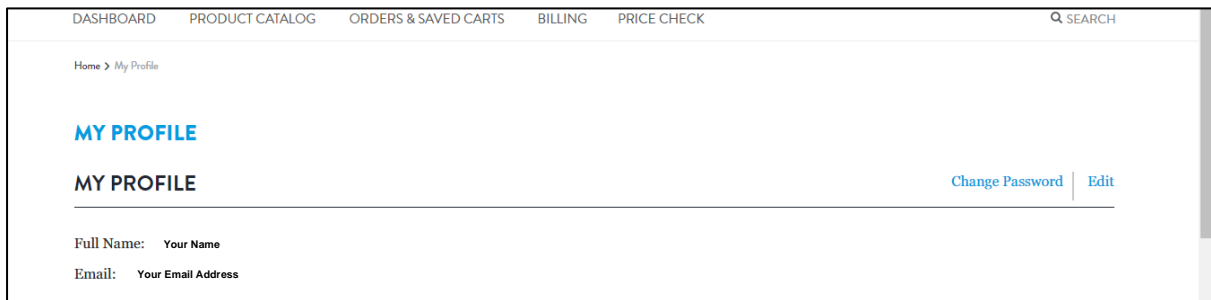 DASHBOARD PRODUCT CATALOG ORDERS & SAVED CARTS BILLING PRICE CHECK SEARCH
Home > My Profile
MY PROFILE
MY PROFILE Change Password Edit
Full Name: Your Name
Email: Your Email Address